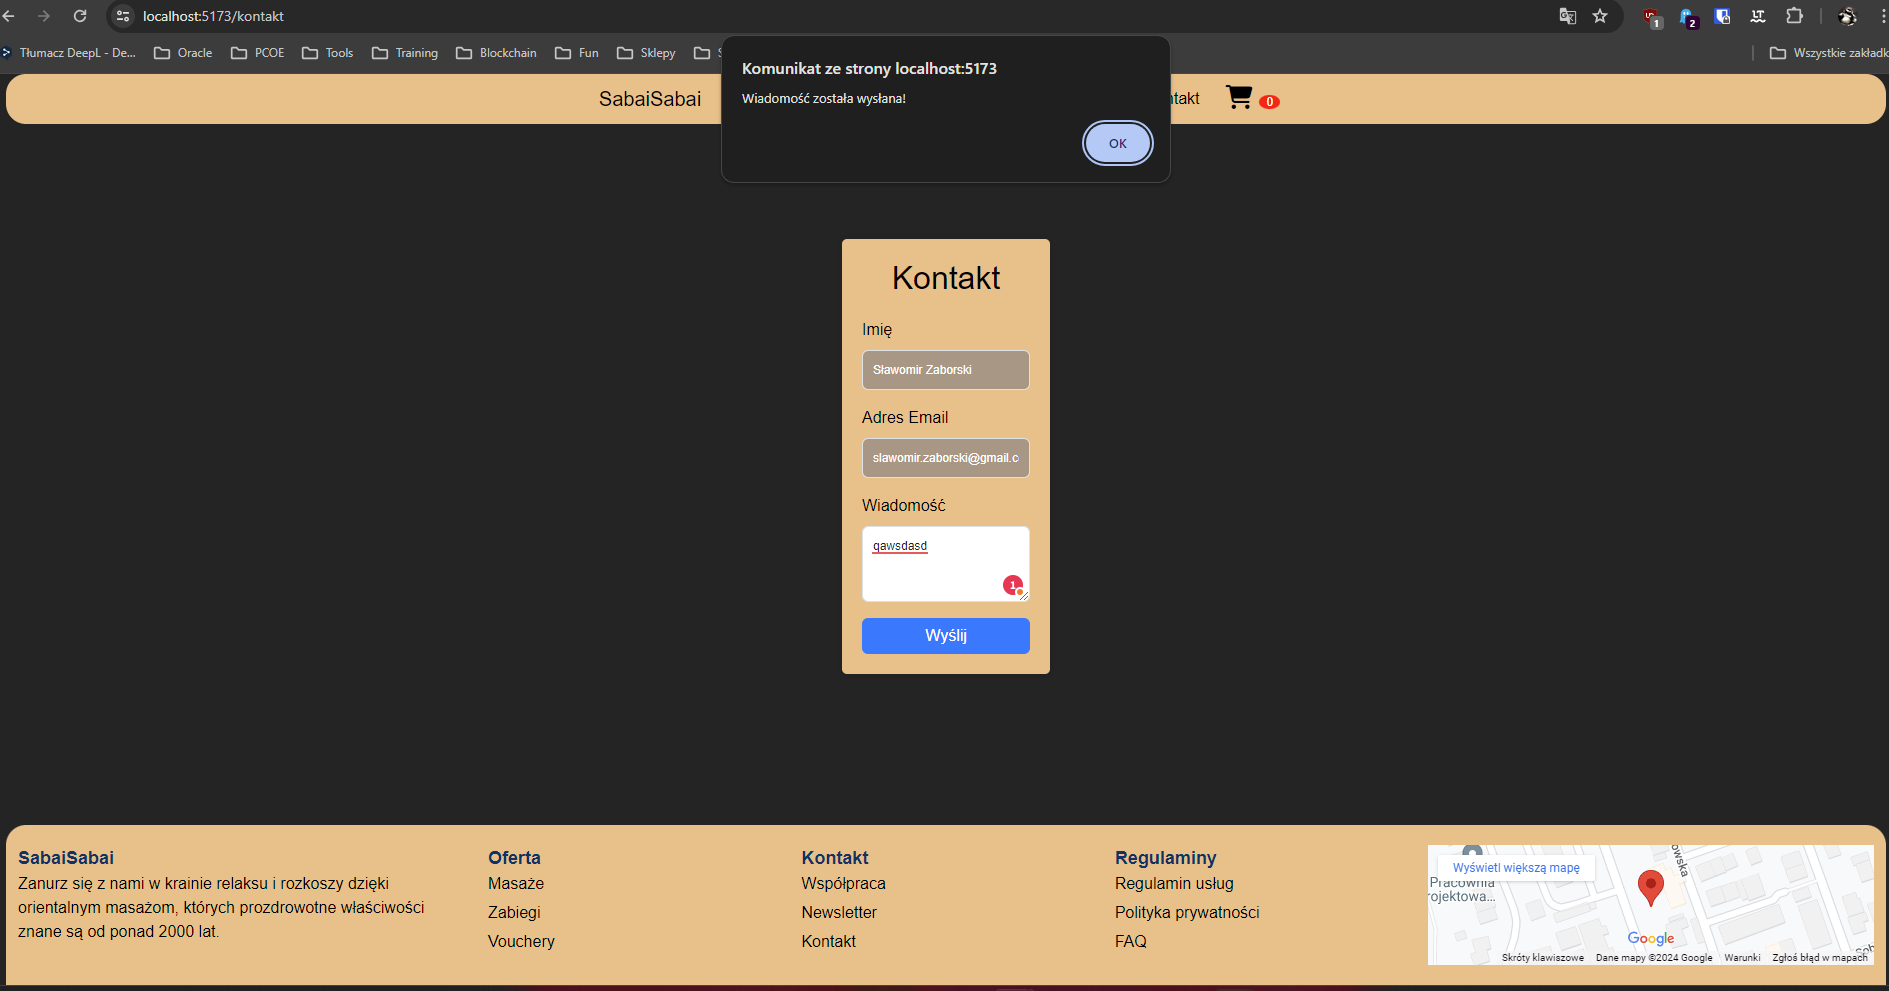 localhost:5173/kontakt
1
2
Tłumacz DeepL - De...
Oracle
PCOE
Tools
Training
Blockchain
Fun
Sklepy
Wszystkie zakładk
Komunikat ze strony localhost:5173
Wiadomość została wysłana!
OK
SabaiSabai
ntakt
0
Kontakt
Imię
Sławomir Zaborski
Adres Email
slawomir.zaborski@gmail.c
Wiadomość
qawsdasd
1
Wyślij
SabaiSabai
Zanurz się z nami w krainie relaksu i rozkoszy dzięki
orientalnym masażom, których prozdrowotne właściwości
znane są od ponad 2000 lat.
Oferta
Masaże
Zabiegi
Vouchery
Kontakt
Współpraca
Newsletter
Kontakt
Regulaminy
Regulamin usług
Polityka prywatności
FAQ
Wyświetl większą mapę
Pracownia
rojektowa...
owska
Google
Skróty klawiszowe
Dane mapy ©2024 Google
Warunki
Zgłoś błąd w mapach